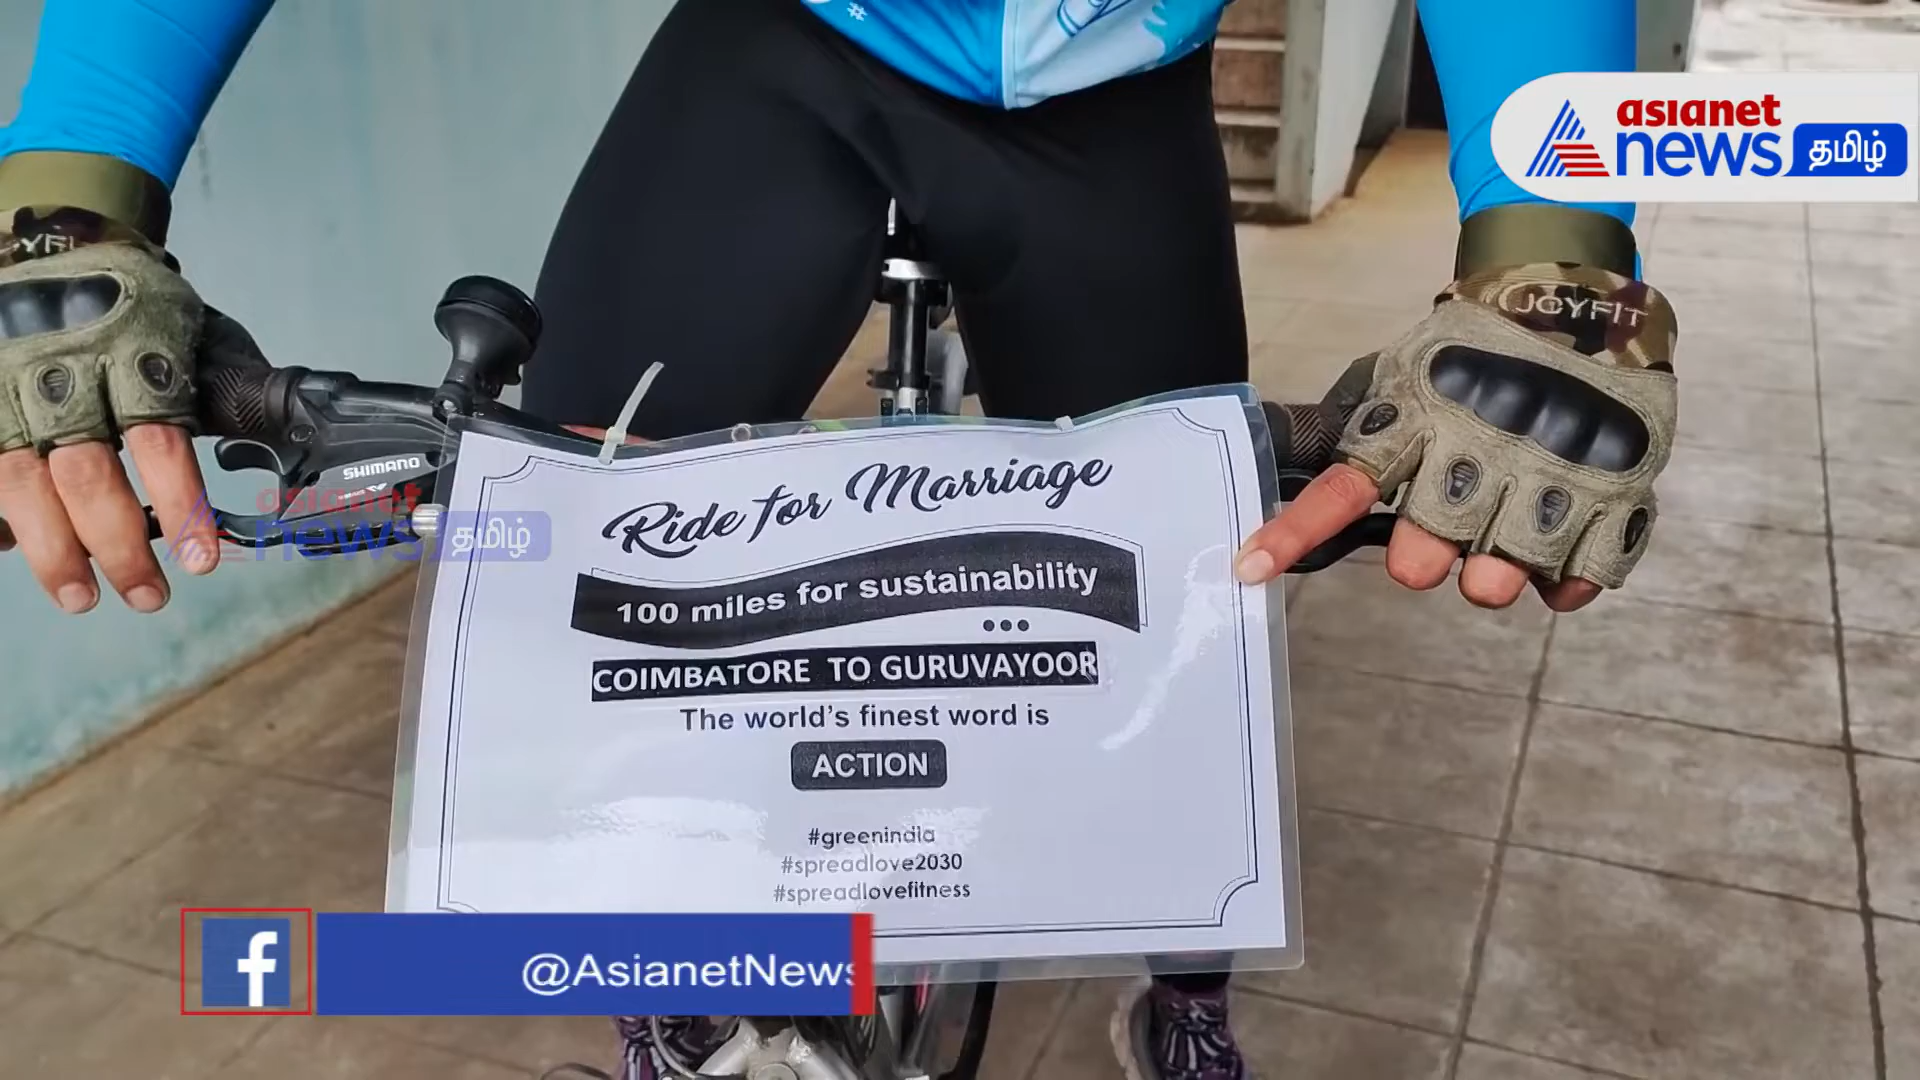 asianet
news தமிழ்
JOYFIT
SHIMANO
asianet
news தமிழ்
Ride for Marriage
100 miles for sustainability
COIMBATORE TO GURUVAYOOR
The world's finest word is
ACTION
#greenindia
#spreadlove2030
#spreadlovefitness
@AsianetNews